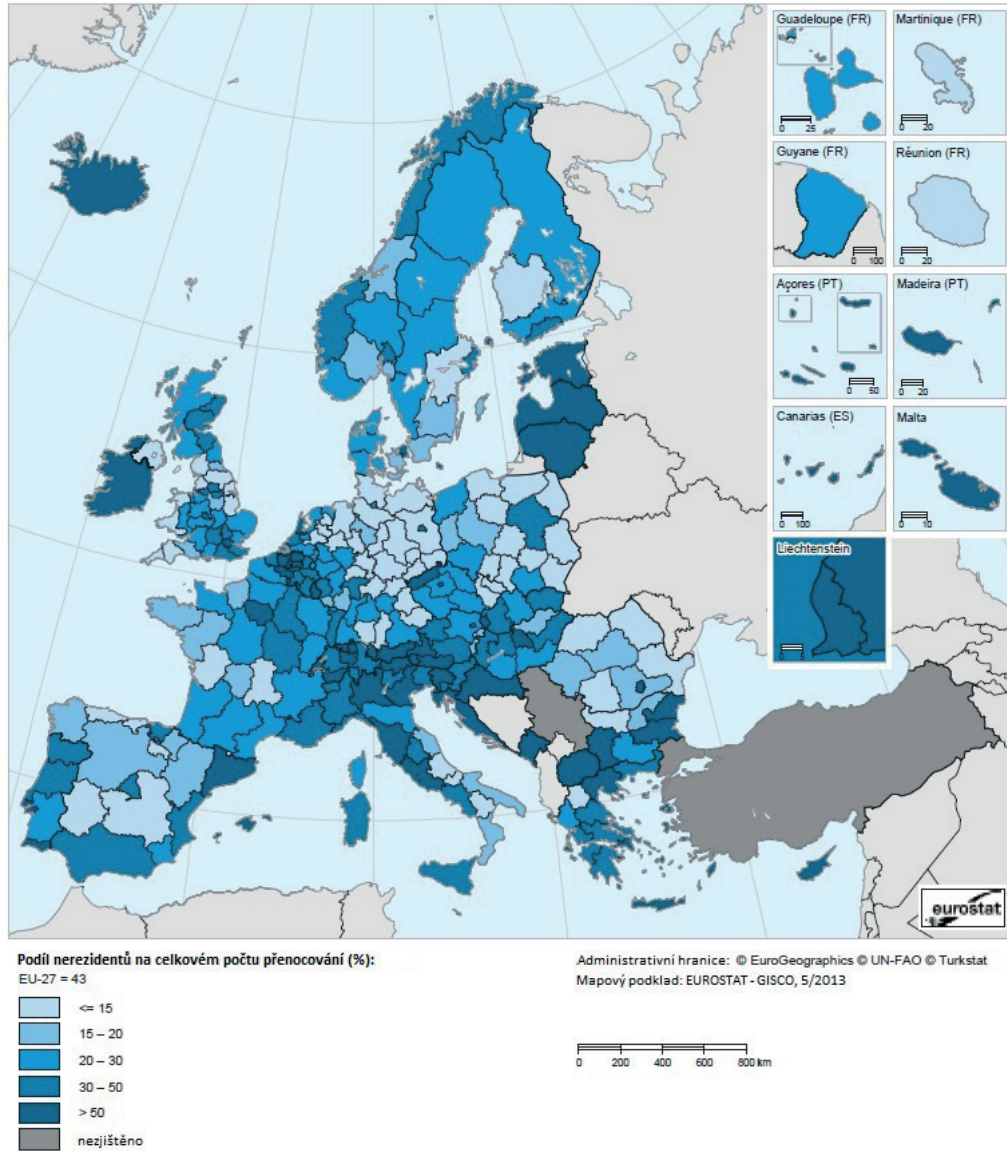 Guadeloupe (FR)
0 25
Martinique (FR)
0 20
Guyane (FR)
0 100
Réunion (FR)
0 20
Açores (PT)
0 50
Madeira (PT)
0 20
Canarias (ES)
0 100
Malta
0 10
Liechtenstein
0 5
eurostat
Podíl nerezidentů na celkovém počtu přenocování (%):
EU-27 = 43
<= 15
15 – 20
20 – 30
30 – 50
> 50
nezjištěno
Administrativní hranice: © EuroGeographics © UN-FAO © Turkstat
Mapový podklad: EUROSTAT - GISCO, 5/2013
0 200 400 600 800 km